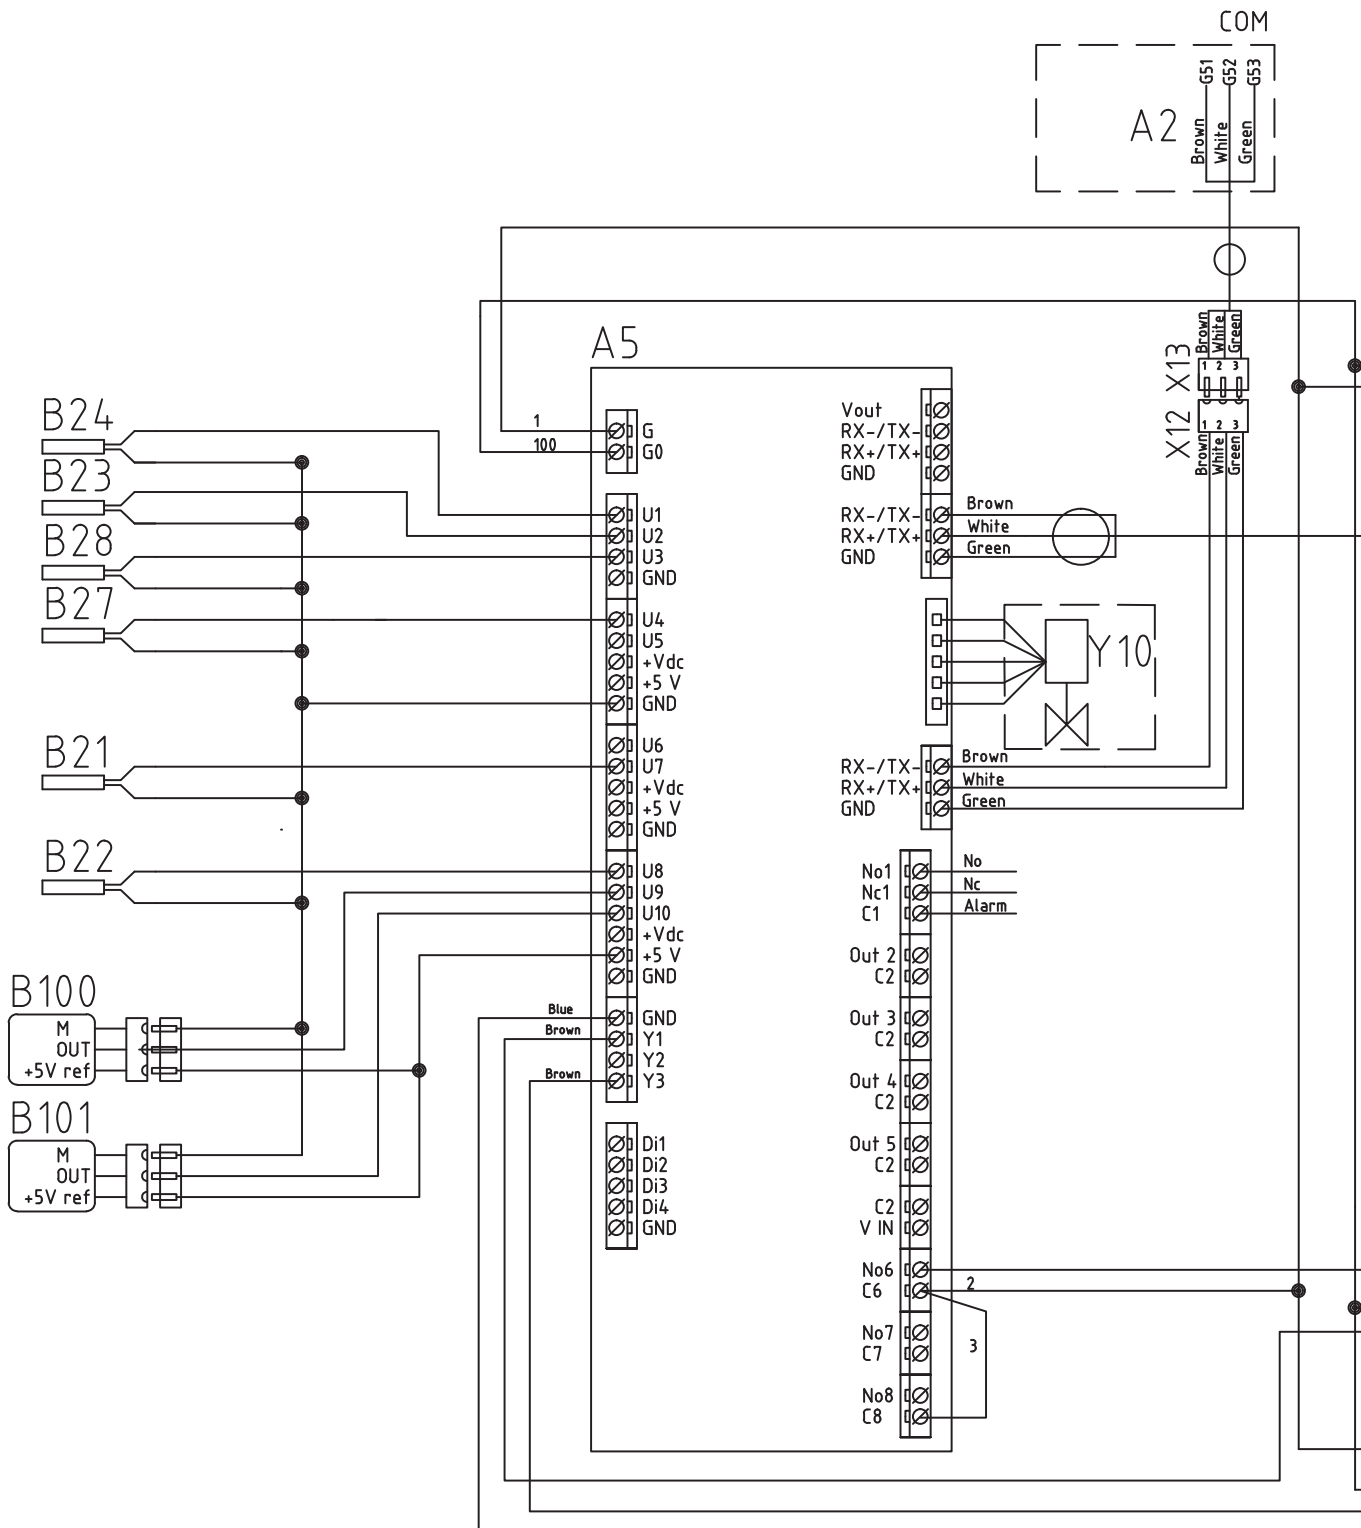 COM
G51
G52
G53
A2
Brown
White
Green
A5
Brown
White
Green
X13
1 2 3
X12
1 2 3
Brown
White
Green
B24
B23
B28
B27
B21
B22
B100
M
OUT
+5V ref
B101
M
OUT
+5V ref
1
100
Blue
Brown
Brown
G
G0
U1
U2
U3
GND
U4
U5
+Vdc
+5 V
GND
U6
U7
+Vdc
+5 V
GND
U8
U9
U10
+Vdc
+5 V
GND
GND
Y1
Y2
Y3
Di1
Di2
Di3
Di4
GND
Vout
RX-/TX-
RX+/TX+
GND
RX-/TX-
RX+/TX+
GND
Brown
White
Green
Y10
RX-/TX-
RX+/TX+
GND
Brown
White
Green
No1
Nc1
C1
No
Nc
Alarm
Out 2
C2
Out 3
C2
Out 4
C2
Out 5
C2
C2
V IN
No6
C6
2
No7
C7
3
No8
C8